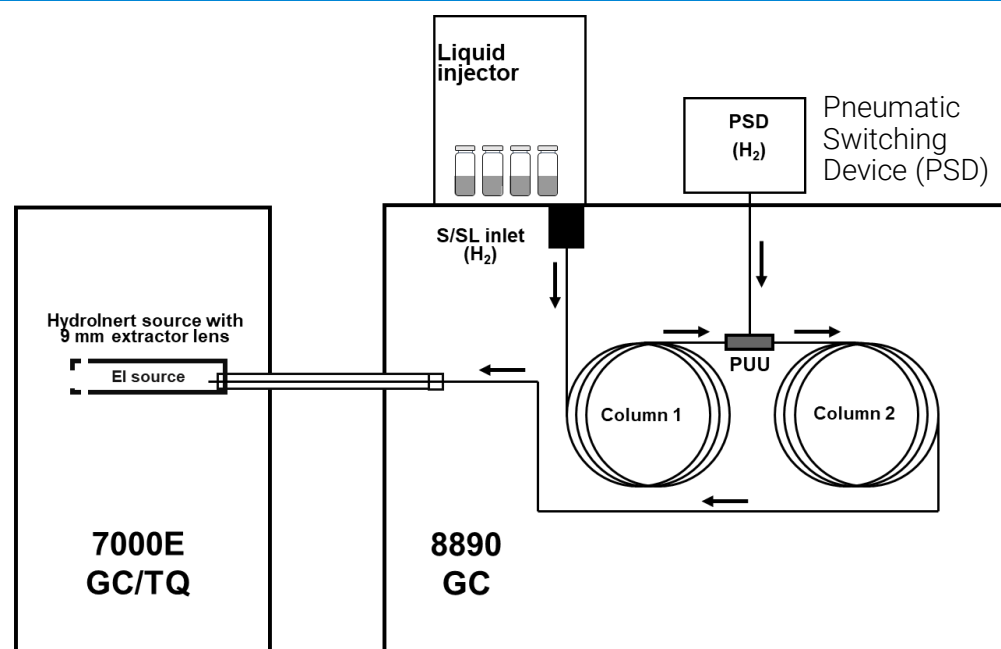 Liquid
injector
PSD
(H₂)
Pneumatic
Switching
Device (PSD)
S/SL inlet
(H₂)
HydroInert source with
9 mm extractor lens
EI source
PUU
Column 1
Column 2
7000E
GC/TQ
8890
GC